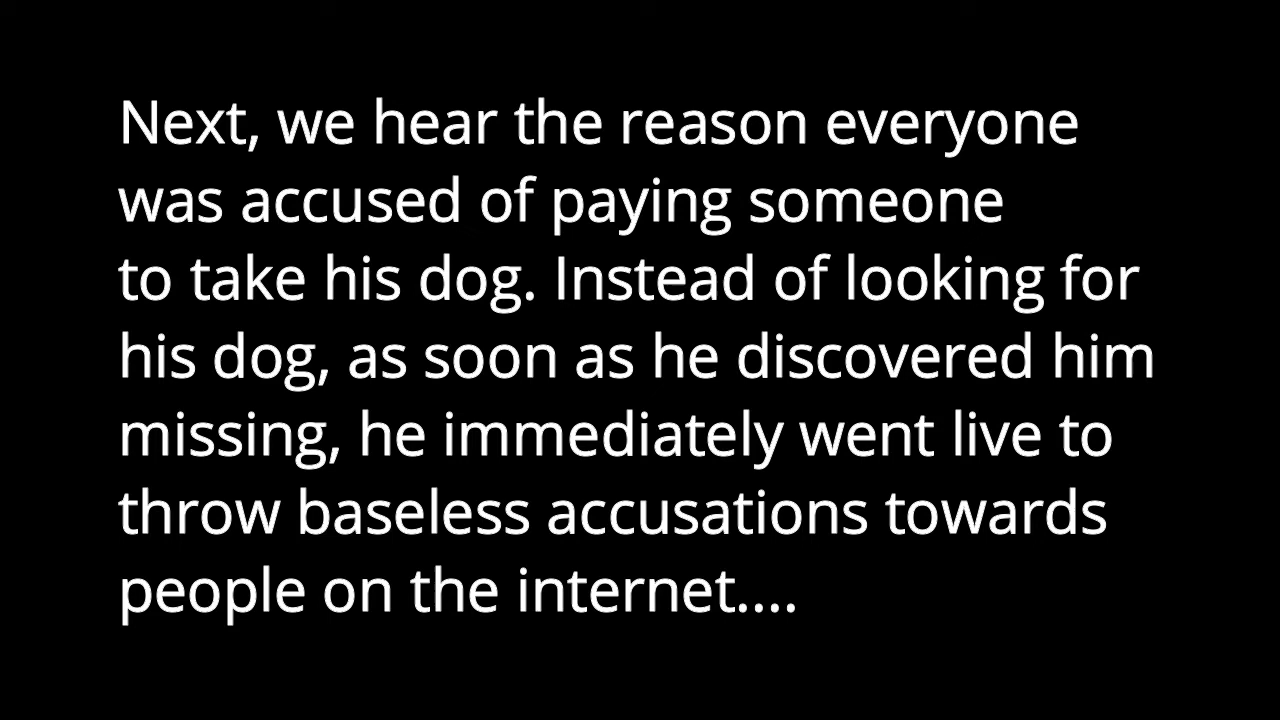 Next, we hear the reason everyone
was accused of paying someone
to take his dog. Instead of looking for
his dog, as soon as he discovered him
missing, he immediately went live to
throw baseless accusations towards
people on the internet....